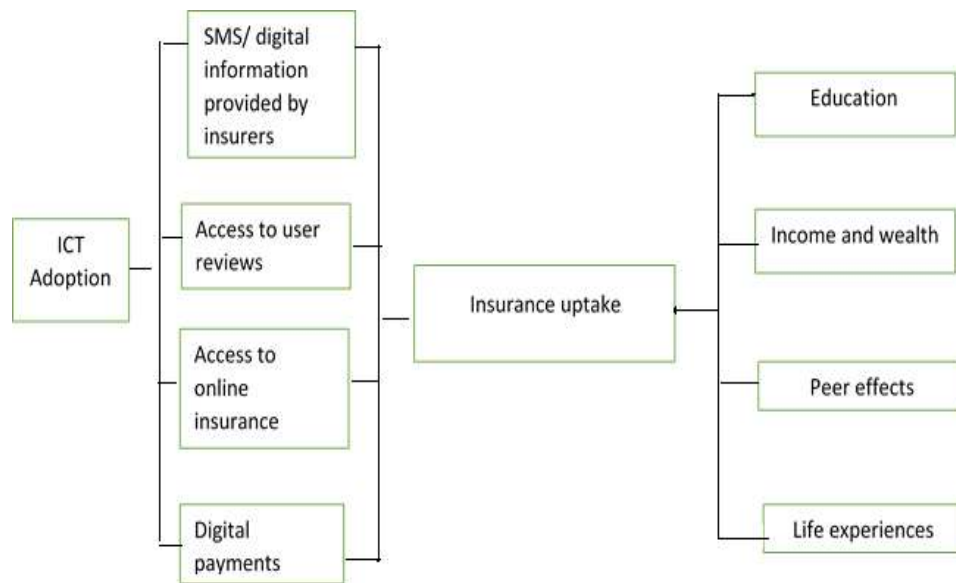 SMS/ digital
information
provided by
insurers
Education
ICT
Adoption
Access to user
reviews
Income and wealth
Insurance uptake
Access to
online
insurance
Peer effects
Digital
payments
Life experiences